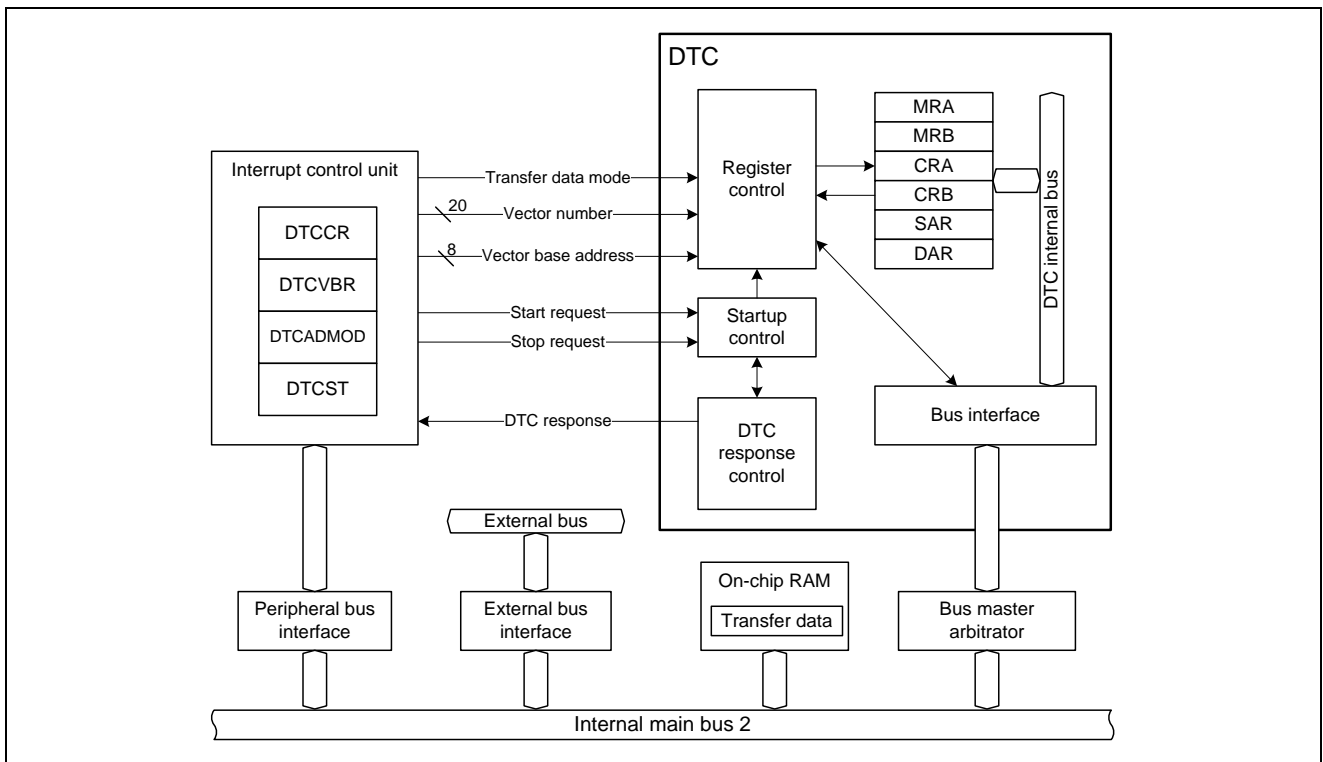 DTC
Interrupt control unit
DTCCR
DTCVBR
DTCADMOD
DTCST
Transfer data mode
20
Vector number
8
Vector base address
Start request
Stop request
DTC response
Register
control
Startup
control
DTC
response
control
MRA
MRB
CRA
CRB
SAR
DAR
DTC internal bus
Bus interface
External bus
Peripheral bus
interface
External bus
interface
On-chip RAM
Transfer data
Bus master
arbitrator
Internal main bus 2